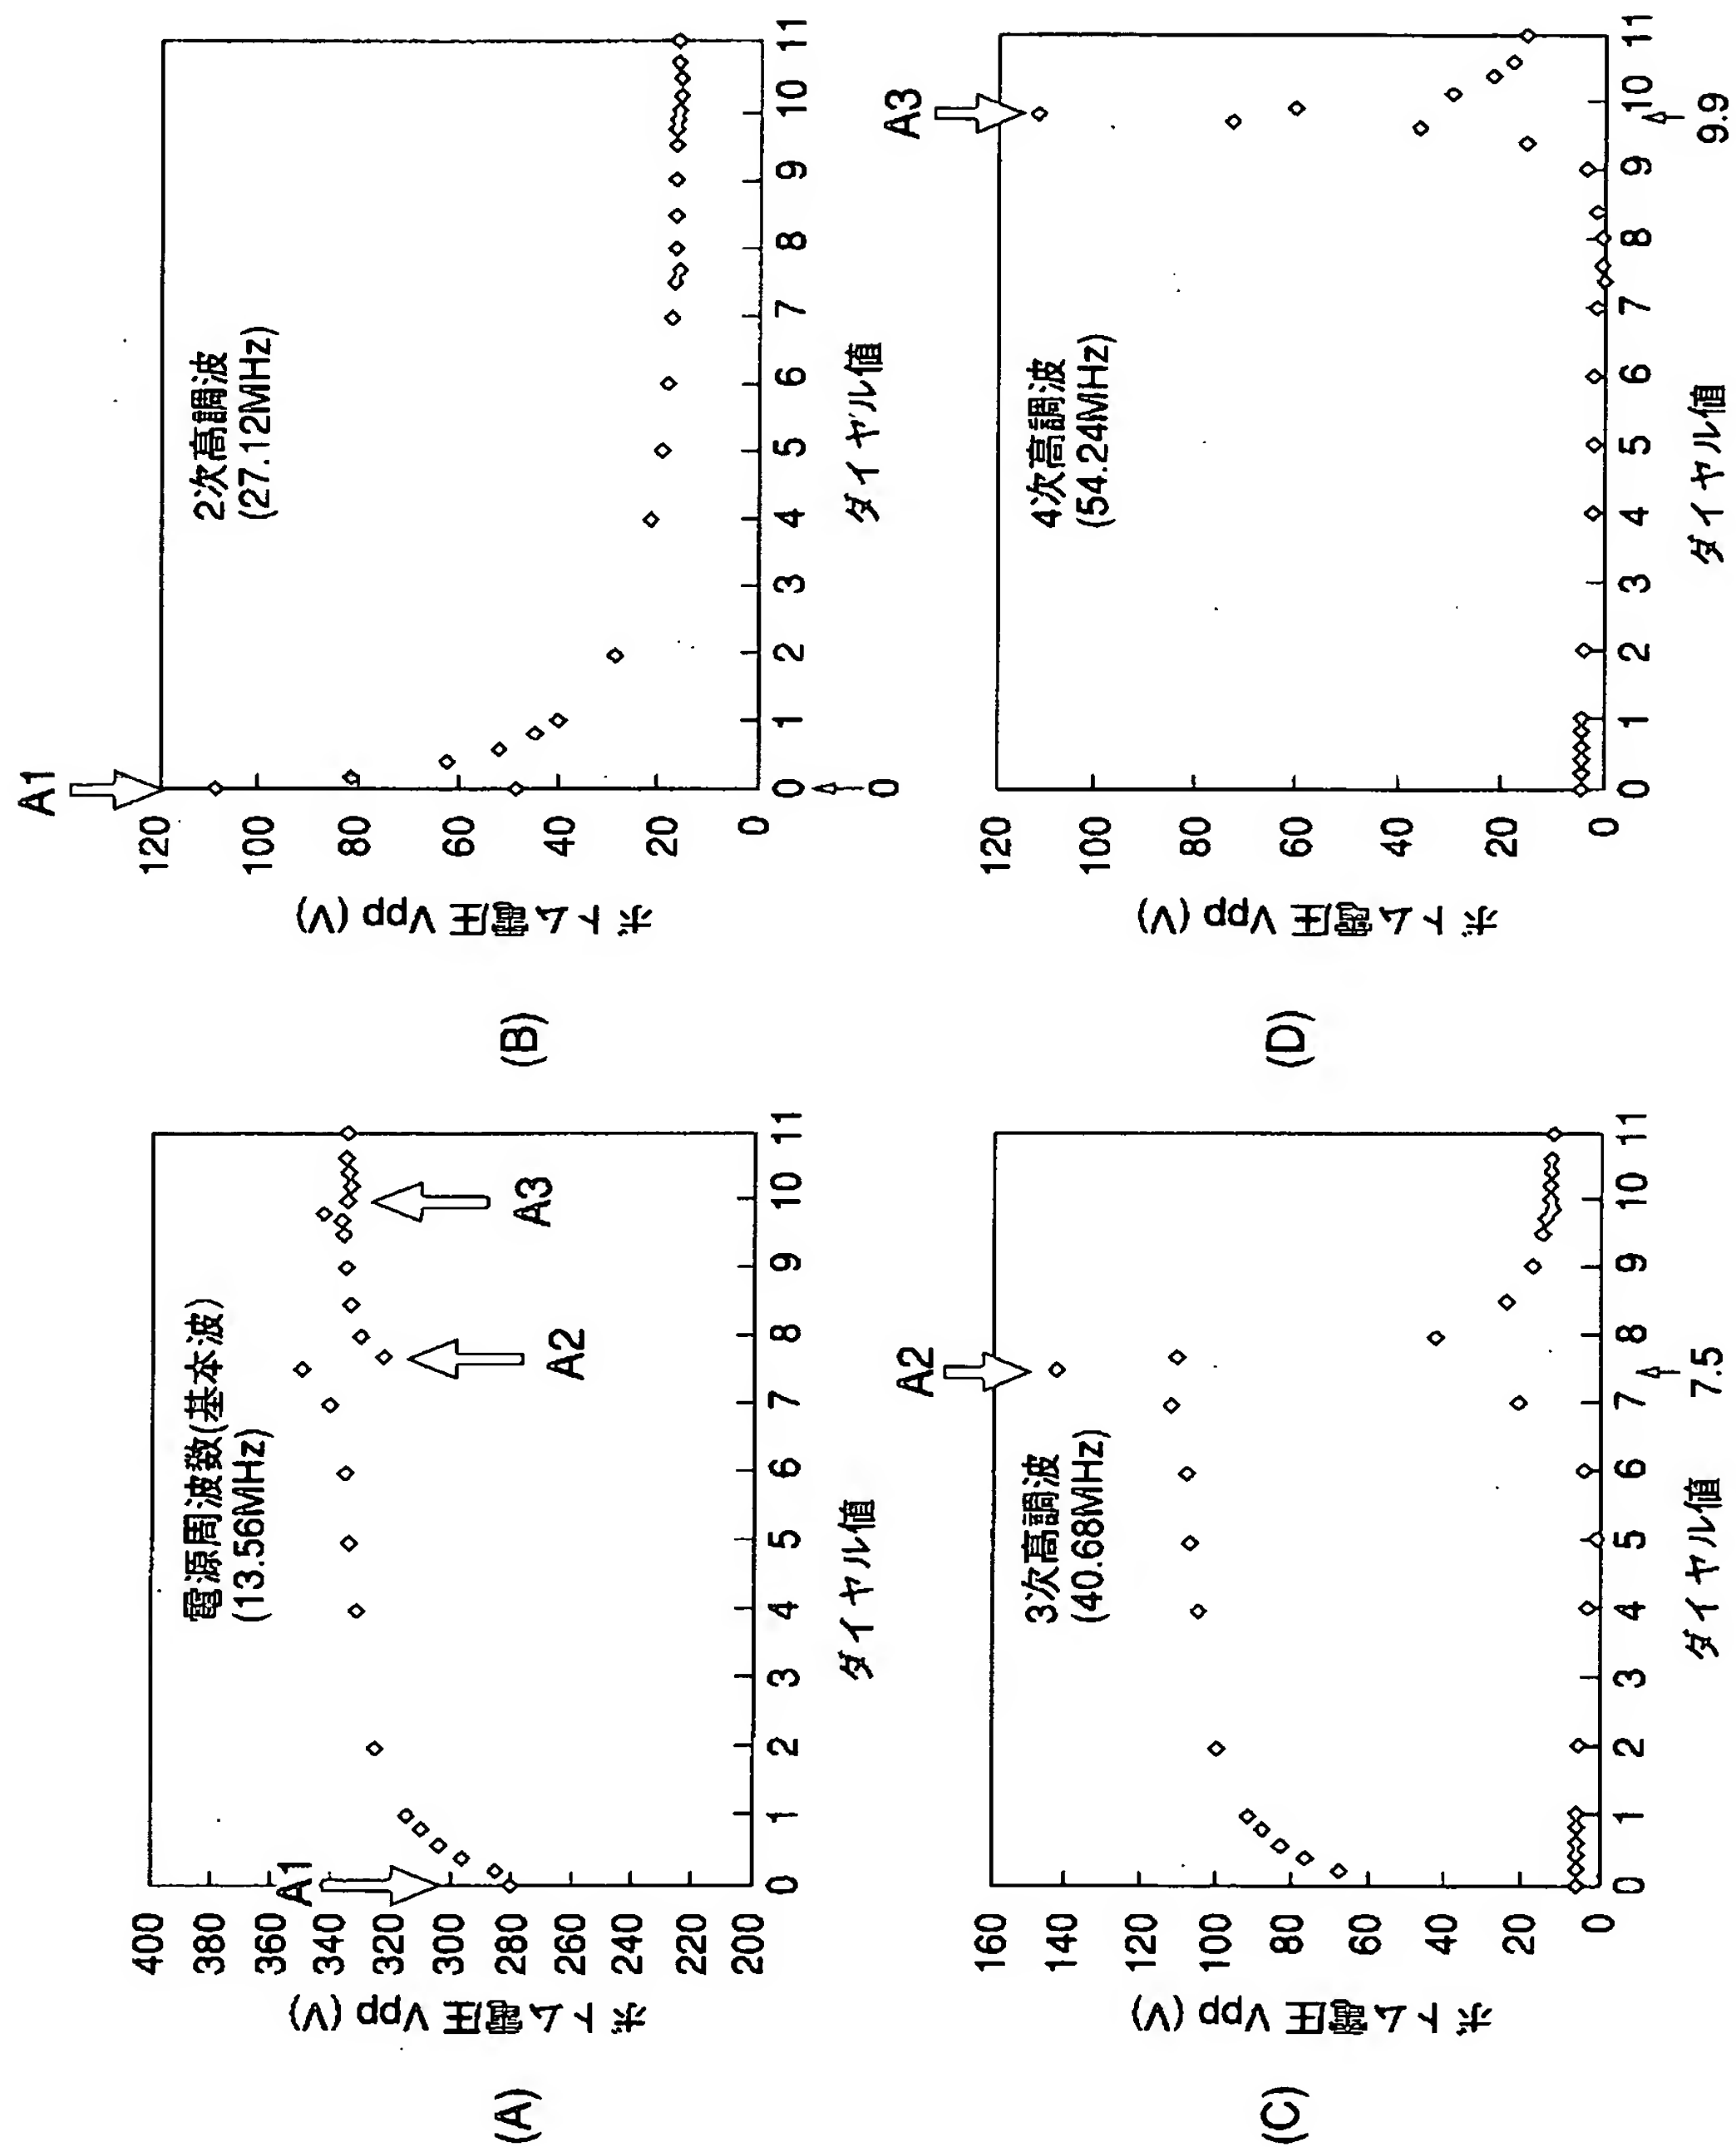 (A)
ボトム電圧 Vpp (V)
400
380
360
340
320
300
280
260
240
220
200
電源周波数(基本波)
(13.56MHz)
A1
A2
A3
0 1 2 3 4 5 6 7 8 9 10 11
ダイヤル値
(B)
ボトム電圧 Vpp (V)
120
100
80
60
40
20
0
A1
2次高調波
(27.12MHz)
0 1 2 3 4 5 6 7 8 9 10 11
0
ダイヤル値
(C)
ボトム電圧 Vpp (V)
160
140
120
100
80
60
40
20
0
A2
3次高調波
(40.68MHz)
0 1 2 3 4 5 6 7 8 9 10 11
7.5
ダイヤル値
(D)
ボトム電圧 Vpp (V)
120
100
80
60
40
20
0
A3
4次高調波
(54.24MHz)
0 1 2 3 4 5 6 7 8 9 10 11
9.9
ダイヤル値